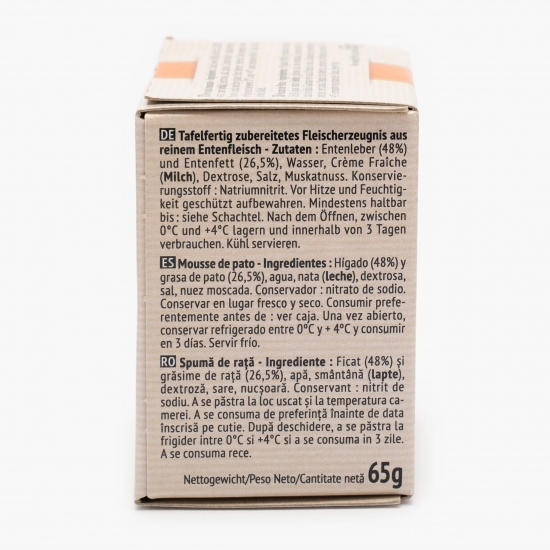 DE Tafelfertig zubereitetes Fleischerzeugnis aus
reinem Entenfleisch - Zutaten : Entenleber (48%)
und Entenfett (26,5%), Wasser, Crème Fraîche
(Milch), Dextrose, Salz, Muskatnuss. Konservie-
rungsstoff : Natriumnitrit. Vor Hitze und Feuchtig-
keit geschützt aufbewahren. Mindestens haltbar
bis : siehe Schachtel. Nach dem Öffnen, zwischen
0°C und +4°C lagern und innerhalb von 3 Tagen
verbrauchen. Kühl servieren.
ES Mousse de pato - Ingredientes : Hígado (48%) y
grasa de pato (26,5%), agua, nata (leche), dextrosa,
sal, nuez moscada. Conservador : nitrato de sodio.
Conservar en lugar fresco y seco. Consumir prefe-
rentemente antes de : ver caja. Una vez abierto,
conservar refrigerado entre 0°C y + 4°C y consumir
en 3 días. Servir frío.
RO Spumă de rață - Ingrediente : Ficat (48%) și
grăsime de rață (26,5%), apă, smântână (lapte),
dextroză, sare, nucșoară. Conservant : nitrit de
sodiu. A se păstra la loc uscat și la temperatura ca-
merei. A se consuma de preferință înainte de data
înscrisă pe cutie. După deschidere, a se păstra la
frigider intre 0°C si +4°C si a se consuma in 3 zile.
A se consuma rece.
Nettogewicht/Peso Neto/Cantitate netă 65g